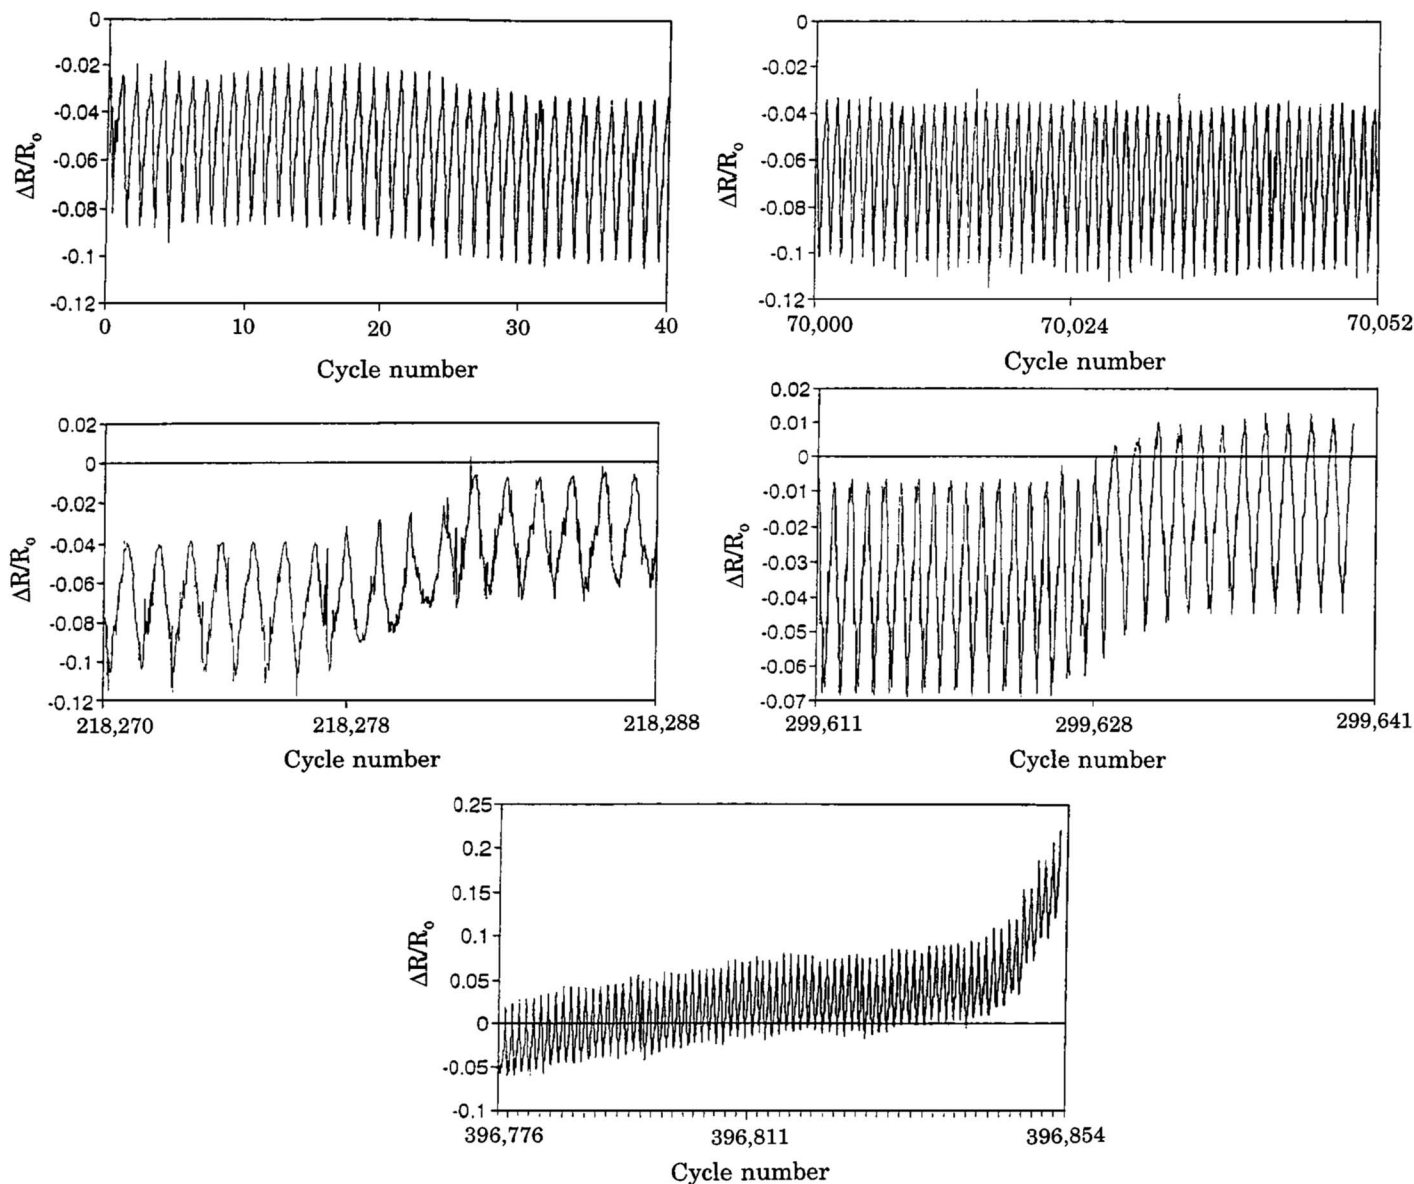 0
-0.02
-0.04
-0.06
-0.08
-0.1
-0.12
ΔR/R₀
0 10 20 30 40
Cycle number
0
-0.02
-0.04
-0.06
-0.08
-0.1
-0.12
ΔR/R₀
70,000 70,024 70,052
Cycle number
0.02
0
-0.02
-0.04
-0.06
-0.08
-0.1
-0.12
ΔR/R₀
218,270 218,278 218,288
Cycle number
0.02
0.01
0
-0.01
-0.02
-0.03
-0.04
-0.05
-0.06
-0.07
ΔR/R₀
299,611 299,628 299,641
Cycle number
0.25
0.2
0.15
0.1
0.05
0
-0.05
-0.1
ΔR/R₀
396,776 396,811 396,854
Cycle number